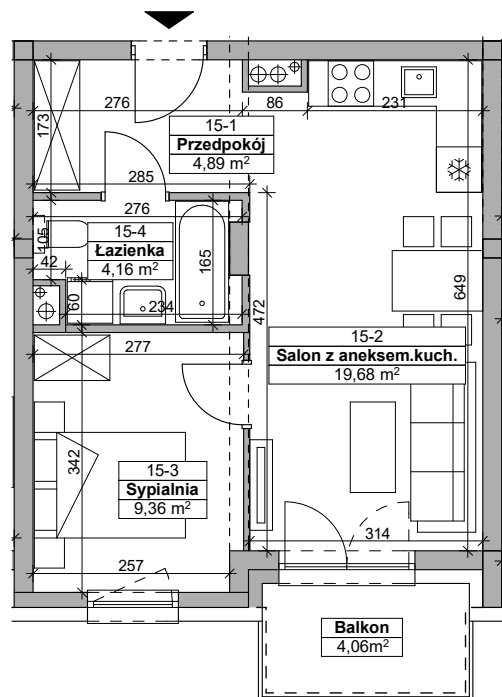 276
86
231
173
15-1
Przedpokój
4,89 m²
285
276
105
15-4
Łazienka
4,16 m²
165
42
60
234
472
649
277
15-2
Salon z aneksem.kuch.
19,68 m²
342
15-3
Sypialnia
9,36 m²
314
257
Balkon
4,06m²